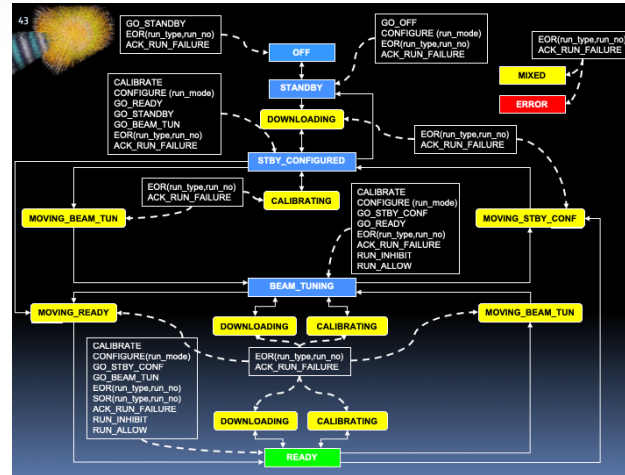 43
GO_STANDBY
EOR(run_type,run_no)
ACK_RUN_FAILURE
OFF
GO_OFF
CONFIGURE (run_mode)
EOR(run_type,run_no)
ACK_RUN_FAILURE
EOR(run_type,run_no)
ACK_RUN_FAILURE
MIXED
ERROR
STANDBY
CALIBRATE
CONFIGURE (run_mode)
GO_READY
GO_STANDBY
GO_BEAM_TUN
EOR(run_type,run_no)
ACK_RUN_FAILURE
DOWNLOADING
EOR(run_type,run_no)
ACK_RUN_FAILURE
STBY_CONFIGURED
EOR(run_type,run_no)
ACK_RUN_FAILURE
CALIBRATING
CALIBRATE
CONFIGURE (run_mode)
GO_STBY_CONF
GO_READY
EOR(run_type,run_no)
ACK_RUN_FAILURE
RUN_INHIBIT
RUN_ALLOW
MOVING_BEAM_TUN
MOVING_STBY_CONF
BEAM_TUNING
MOVING_READY
DOWNLOADING
CALIBRATING
MOVING_BEAM_TUN
EOR(run_type,run_no)
ACK_RUN_FAILURE
CALIBRATE
CONFIGURE(run_mode)
GO_STBY_CONF
GO_BEAM_TUN
EOR(run_type,run_no)
SOR(run_type,run_no)
ACK_RUN_FAILURE
RUN_INHIBIT
RUN_ALLOW
DOWNLOADING
CALIBRATING
READY